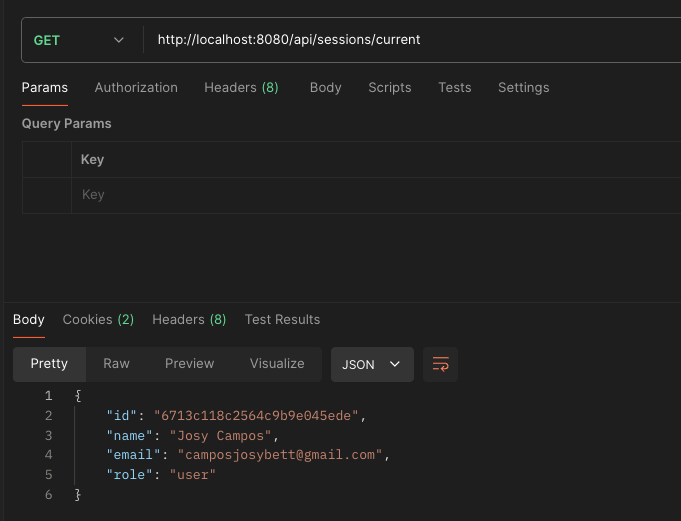 GET http://localhost:8080/api/sessions/current
Params Authorization Headers (8) Body Scripts Tests Settings
Query Params
Key
Key
Body Cookies (2) Headers (8) Test Results
Pretty Raw Preview Visualize JSON
1 {
2 "id": "6713c118c2564c9b9e045ede",
3 "name": "Josy Campos",
4 "email": "camposjosybett@gmail.com",
5 "role": "user"
6 }